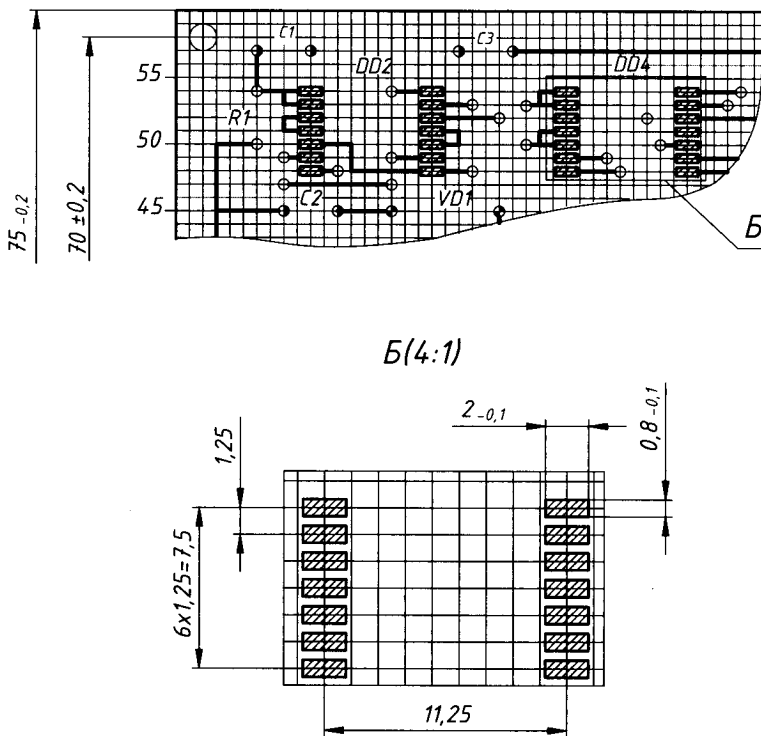 C1
C3
DD2
DD4
55
R1
50
C2
VD1
45
75 -0,2
70 ±0,2
Б
Б(4:1)
2 -0,1
0,8 -0,1
1,25
6x1,25=7,5
11,25